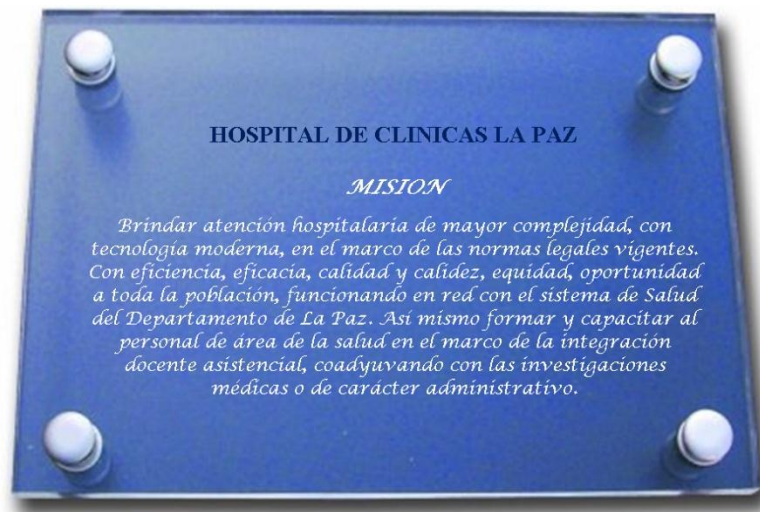 HOSPITAL DE CLINICAS LA PAZ
MISION
Brindar atención hospitalaria de mayor complejidad, con
tecnología moderna, en el marco de las normas legales vigentes.
Con eficiencia, eficacia, calidad y calidez, equidad, oportunidad
a toda la población, funcionando en red con el sistema de Salud
del Departamento de La Paz. Así mismo formar y capacitar al
personal de área de la salud en el marco de la integración
docente asistencial, coadyuvando con las investigaciones
médicas o de carácter administrativo.